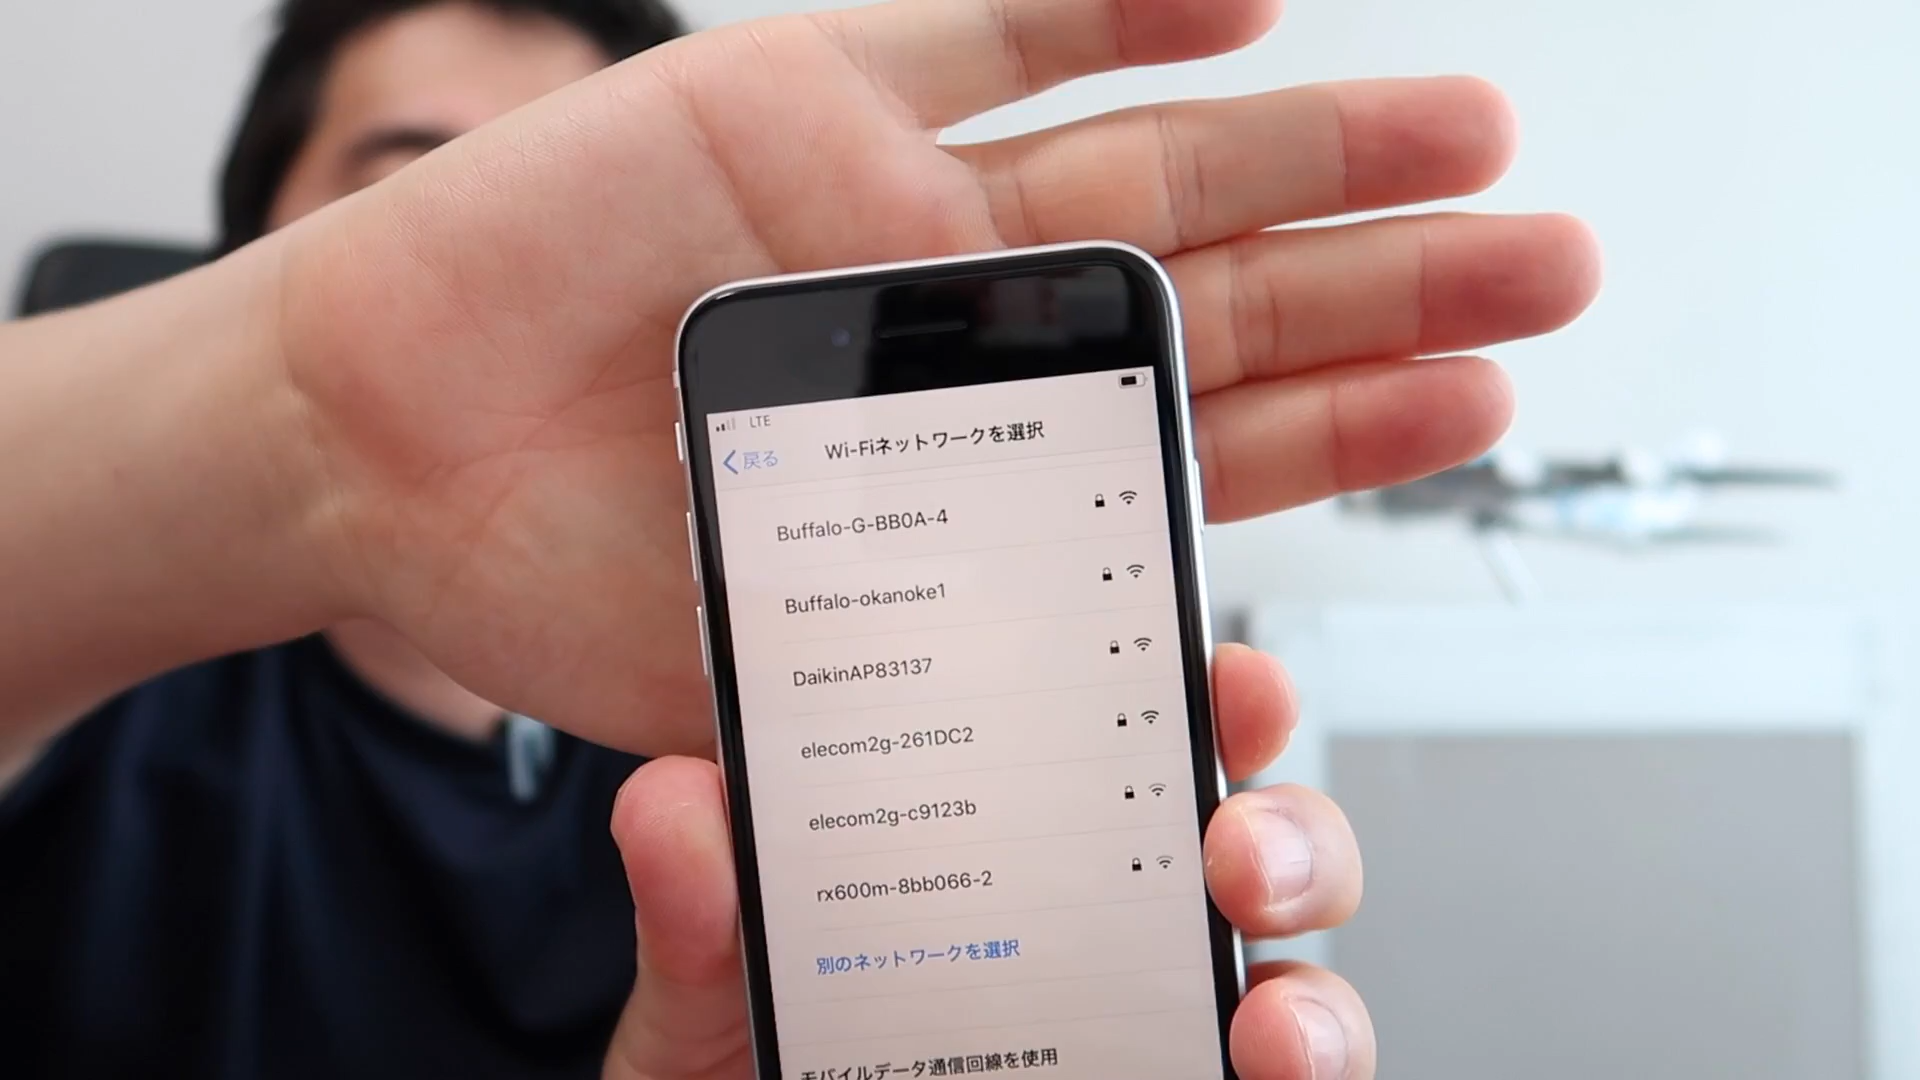 LTE
戻る
Wi-Fiネットワークを選択
Buffalo-G-BB0A-4
Buffalo-okanoke1
DaikinAP83137
elecom2g-261DC2
elecom2g-c9123b
rx600m-8bb066-2
別のネットワークを選択
モバイルデータ通信回線を使用